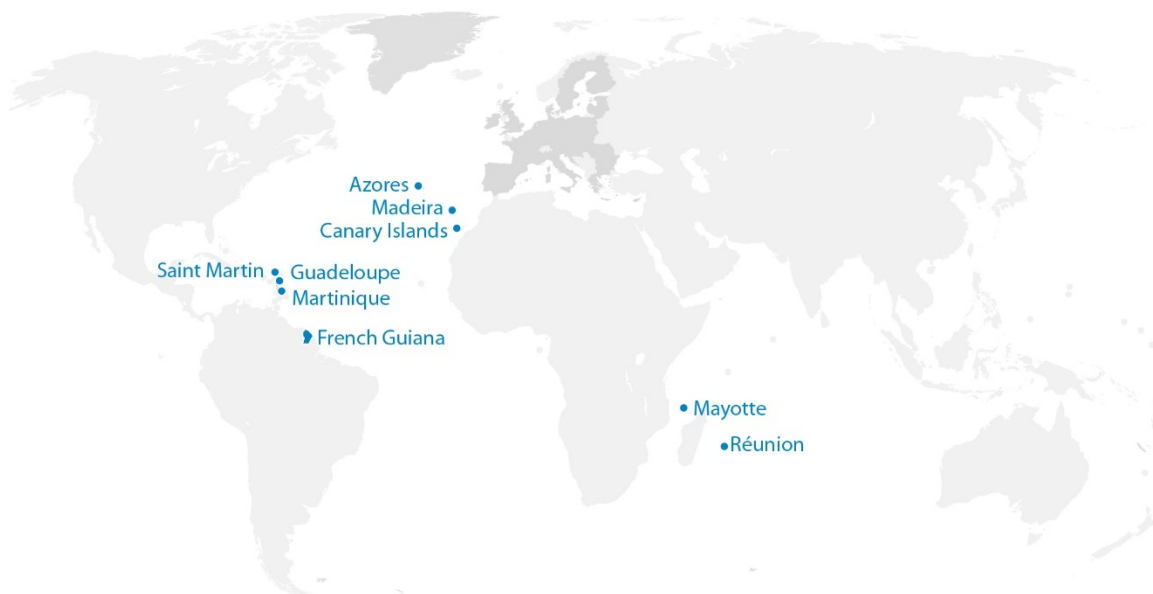 Azores
Madeira
Canary Islands
Saint Martin
Guadeloupe
Martinique
French Guiana
Mayotte
Réunion